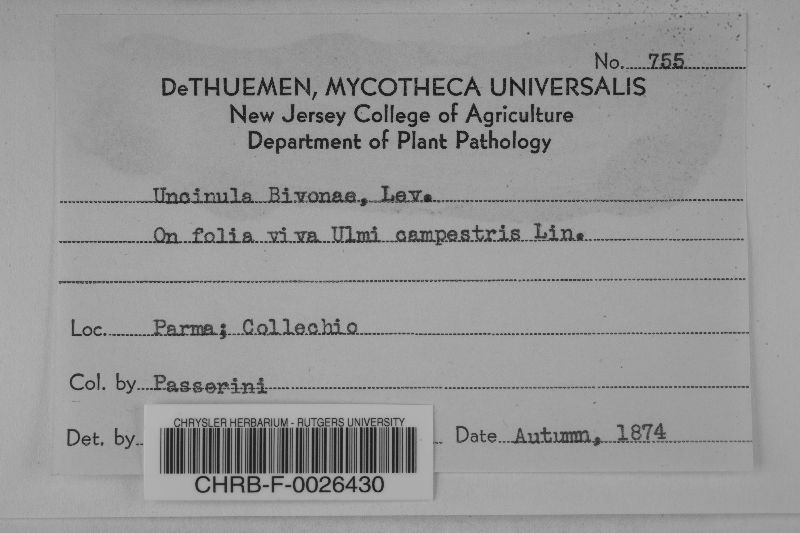 No. 755
DeTHUEMEN, MYCOTHECA UNIVERSALIS
New Jersey College of Agriculture
Department of Plant Pathology
Uncinula Bivonae, Lev.
On folia viva Ulmi campestris Lin.
Loc. Parma; Collechio
Col. by Passerini
Det. by
Date Autumn, 1874
CHRYSLER HERBARIUM - RUTGERS UNIVERSITY
CHRB-F-0026430